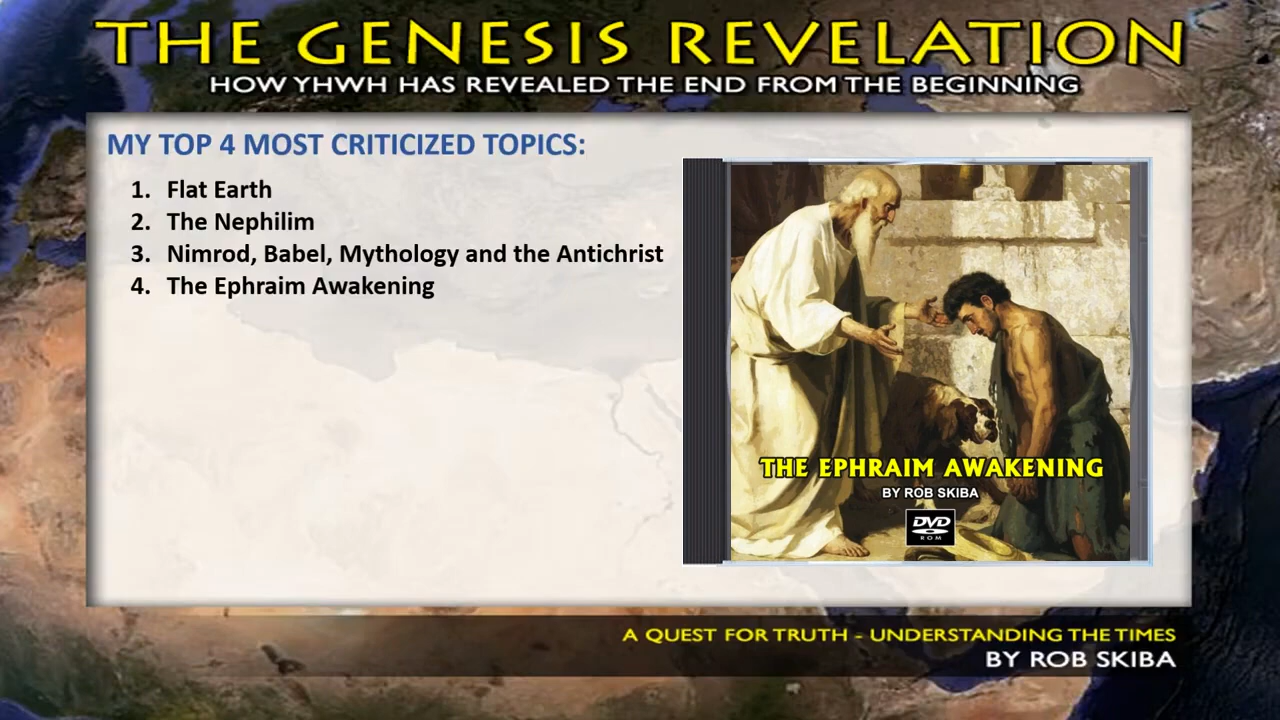 THE GENESIS REVELATION
HOW YHWH HAS REVEALED THE END FROM THE BEGINNING
MY TOP 4 MOST CRITICIZED TOPICS:
1. Flat Earth
2. The Nephilim
3. Nimrod, Babel, Mythology and the Antichrist
4. The Ephraim Awakening
THE EPHRAIM AWAKENING
BY ROB SKIBA
DVD
ROM
A QUEST FOR TRUTH - UNDERSTANDING THE TIMES
BY ROB SKIBA